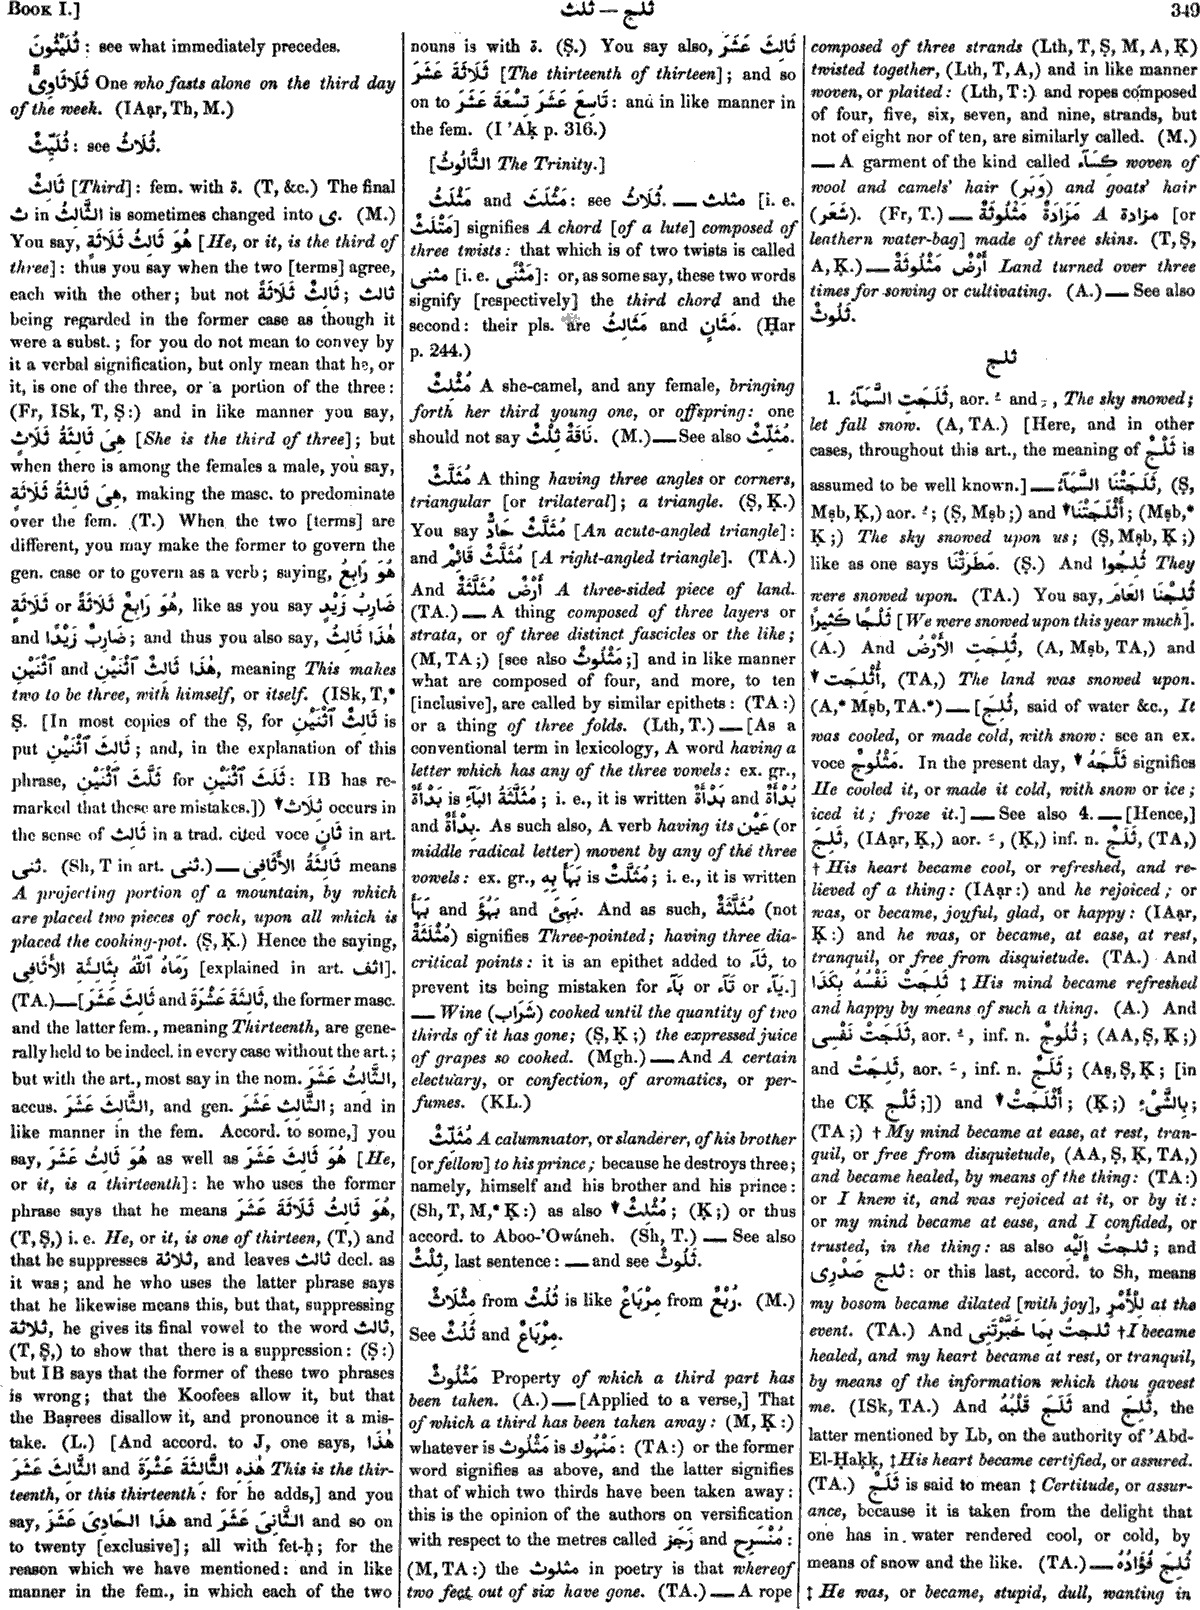 BOOK I.]
ثلث — ثلج
349
ثُلَيْثُونَ : see what immediately precedes.
ثَلَاثَاوِىٌّ One who fasts alone on the third day
of the week. (IAạr, Th, M.)
ثُلَيِّثٌ : see ثُلَاثٌ.
ثَالِثٌ [Third] : fem. with ة. (T, &c.) The final
ث in الثَّالِثُ is sometimes changed into ى. (M.)
You say, هُوَ ثَالِثُ ثَلَاثَةٍ [He, or it, is the third of
three] : thus you say when the two [terms] agree,
each with the other; but not ثَالِثٌ ثَلَاثَةً ; ثالث
being regarded in the former case as though it
were a subst. ; for you do not mean to convey by
it a verbal signification, but only mean that he, or
it, is one of the three, or a portion of the three :
(Fr, ISk, T, Ṣ :) and in like manner you say,
هِىَ ثَالِثَةُ ثَلَاثٍ [She is the third of three] ; but
when there is among the females a male, you say,
هِىَ ثَالِثَةُ ثَلَاثَةٍ, making the masc. to predominate
over the fem. (T.) When the two [terms] are
different, you may make the former to govern the
gen. case or to govern as a verb ; saying, هُوَ رَابِعُ
ثَلَاثَةٍ or هُوَ رَابِعٌ ثَلَاثَةً, like as you say ضَارِبُ زَيْدٍ
and ضَارِبٌ زَيْدًا ; and thus you also say, هٰذَا ثَالِثُ
ٱثْنَيْنِ and هٰذَا ثَالِثٌ ٱثْنَيْنِ, meaning This makes
two to be three, with himself, or itself. (ISk, T,*
Ṣ. [In most copies of the Ṣ, for ثَالِثٌ ٱثْنَيْنِ is
put ثَالِثَ ٱثْنَيْنِ ; and, in the explanation of this
phrase, ثَلَّثَ ٱثْنَيْنِ for ثَلَثَ ٱثْنَيْنِ : IB has re-
marked that these are mistakes.]) ▼ ثلاث occurs in
the sense of ثالث in a trad. cited voce ثَانٍ in art.
ثنى. (Sh, T in art. ثنى.) — ثَالِثَةُ الأَثَافِى means
A projecting portion of a mountain, by which
are placed two pieces of rock, upon all which is
placed the cooking-pot. (Ṣ, Ḳ.) Hence the saying,
رَمَاهُ ٱللّٰهُ بِثَالِثَةِ الأَثَافِى [explained in art. اثف].
(TA.) — [ثَالِثَ عَشَرَ and ثَالِثَةَ عَشْرَةَ, the former masc.
and the latter fem., meaning Thirteenth, are gene-
rally held to be indecl. in every case without the art. ;
but with the art., most say in the nom. الثَّالِثُ عَشَرَ,
accus. الثَّالِثَ عَشَرَ, and gen. الثَّالِثِ عَشَرَ ; and in
like manner in the fem. Accord. to some,] you
say, هُوَ ثَالِثُ عَشَرَ as well as هُوَ ثَالِثَ عَشَرَ [He,
or it, is a thirteenth] : he who uses the former
phrase says that he means هُوَ ثَالِثُ ثَلَاثَةَ عَشَرَ,
(T, Ṣ,) i. e. He, or it, is one of thirteen, (T,) and
that he suppresses ثلاثة, and leaves ثالث decl. as
it was ; and he who uses the latter phrase says
that he likewise means this, but that, suppressing
ثلاثة, he gives its final vowel to the word ثالث,
(T, Ṣ,) to show that there is a suppression : (Ṣ :)
but IB says that the former of these two phrases
is wrong ; that the Koofees allow it, but that
the Baṣrees disallow it, and pronounce it a mis-
take. (L.) [And accord. to J, one says, هٰذَا
الثَّالِثَ عَشَرَ and هٰذِهِ الثَّالِثَةَ عَشْرَةَ This is the thir-
teenth, or this thirteenth : for he adds,] and you
say, هٰذَا الحَادِىَ عَشَرَ and الثَّانِىَ عَشَرَ and so on
to twenty [exclusive] ; all with fet-ḥ ; for the
reason which we have mentioned : and in like
manner in the fem., in which each of the two
nouns is with ة. (Ṣ.) You say also, ثَالِثَ عَشَرَ
ثَلَاثَةَ عَشَرَ [The thirteenth of thirteen] ; and so
on to تَاسِعَ عَشَرَ تِسْعَةَ عَشَرَ : and in like manner in
the fem. (I 'Aḳ p. 316.)
[الثَّالُوثُ The Trinity.]
مَثْلَثُ and مَثْلَثَ : see ثُلَاثُ. — مثلث [i. e.
مَثْلَثٌ] signifies A chord [of a lute] composed of
three twists : that which is of two twists is called
مثنى [i. e. مَثْنًى] : or, as some say, these two words
signify [respectively] the third chord and the
second : their pls. are مَثَالِثُ and مَثَانٍ. (Ḥar
p. 244.)
مُثْلِثٌ A she-camel, and any female, bringing
forth her third young one, or offspring : one
should not say نَاقَةٌ ثِلْثٌ. (M.) — See also مُثَلِّثٌ.
مُثَلَّثٌ A thing having three angles or corners,
triangular [or trilateral] ; a triangle. (Ṣ, Ḳ.)
You say مُثَلَّثٌ حَادٌّ [An acute-angled triangle] :
and مُثَلَّثٌ قَائِمٌ [A right-angled triangle]. (TA.)
And أَرْضٌ مُثَلَّثَةٌ A three-sided piece of land.
(TA.) — A thing composed of three layers or
strata, or of three distinct fascicles or the like ;
(M, TA ;) [see also مَثْلُوثٌ ;] and in like manner
what are composed of four, and more, to ten
[inclusive], are called by similar epithets : (TA :)
or a thing of three folds. (Lth, T.) — [As a
conventional term in lexicology, A word having a
letter which has any of the three vowels : ex. gr.,
بدأة is مُثَلَّثَةُ البَآءِ ; i. e., it is written بَدْأَةٌ and بُدْأَةٌ
and بِدْأَةٌ. As such also, A verb having its عَيْن (or
middle radical letter) movent by any of the three
vowels : ex. gr., بَهَأَ بِهِ is مُثَلَّثٌ ; i. e., it is written
بَهَأَ and بَهُؤَ and بَهِئَ. And as such, مُثَلَّثَةٌ (not
مُثْلَثَةٌ) signifies Three-pointed ; having three dia-
critical points : it is an epithet added to ثَآء, to
prevent its being mistaken for بَآء or تَآء or يَآء.]
— Wine (شَرَاب) cooked until the quantity of two
thirds of it has gone ; (Ṣ, Ḳ ;) the expressed juice
of grapes so cooked. (Mgh.) — And A certain
electuary, or confection, of aromatics, or per-
fumes. (KL.)
مُثَلِّثٌ A calumniator, or slanderer, of his brother
[or fellow] to his prince ; because he destroys three ;
namely, himself and his brother and his prince :
(Sh, T, M,* Ḳ :) as also ▼ مُثْلِثٌ ; (Ḳ ;) or thus
accord. to Aboo-'Owáneh. (Sh, T.) — See also
ثِلْثٌ, last sentence : — and see ثَلُوثٌ.
مِثْلَاثٌ from ثُلُثٌ is like مِرْبَاعٌ from رُبُعٌ. (M.)
See ثُلُثٌ and مِرْبَاعٌ.
مَثْلُوثٌ Property of which a third part has
been taken. (A.) — [Applied to a verse,] That
of which a third has been taken away : (M, Ḳ :)
whatever is مَثْلُوث is مَنْهُوك : (TA :) or the former
word signifies as above, and the latter signifies
that of which two thirds have been taken away :
this is the opinion of the authors on versification
with respect to the metres called رَجَز and مُنْسَرِح :
(M, TA :) the مثلوث in poetry is that whereof
two feet out of six have gone. (TA.) — A rope
composed of three strands (Lth, T, Ṣ, M, A, Ḳ)
twisted together, (Lth, T, A,) and in like manner
woven, or plaited : (Lth, T :) and ropes composed
of four, five, six, seven, and nine, strands, but
not of eight nor of ten, are similarly called. (M.)
— A garment of the kind called كِسَآء woven of
wool and camels' hair (وَبَر) and goats' hair
(شَعَر). (Fr, T.) — مَزَادَةٌ مَثْلُوثَةٌ A مزادة [or
leathern water-bag] made of three skins. (T, Ṣ,
A, Ḳ.) — أَرْضٌ مَثْلُوثَةٌ Land turned over three
times for sowing or cultivating. (A.) — See also
ثَلُوثٌ.
ثلج
1. ثَلَجَتِ السَّمَآءُ, aor. ـُ and ـِ, The sky snowed ;
let fall snow. (A, TA.) [Here, and in other
cases, throughout this art., the meaning of ثَلْجٌ is
assumed to be well known.] — ثَلَجَتْنَا السَّمَآءُ, (Ṣ,
Mṣb, Ḳ,) aor. ـُ ; (Ṣ, Mṣb ;) and ▼ أَثْلَجَتْنَا ; (Mṣb,*
Ḳ ;) The sky snowed upon us ; (Ṣ, Mṣb, Ḳ ;)
like as one says مَطَرَتْنَا. (Ṣ.) And ثُلِجُوا They
were snowed upon. (TA.) You say, ثُلِجْنَا العَامَ
ثَلْجًا كَثِيرًا [We were snowed upon this year much].
(A.) And ثُلِجَتِ الأَرْضُ, (A, Mṣb, TA,) and
▼ أُثْلِجَت, (TA,) The land was snowed upon.
(A,* Mṣb, TA.*) — [ثُلِجَ, said of water &c., It
was cooled, or made cold, with snow : see an ex.
voce مَثْلُوجٌ. In the present day, ▼ ثَلَّجَهُ signifies
He cooled it, or made it cold, with snow or ice ;
iced it ; froze it.] — See also 4. — [Hence,]
ثَلِجَ, (IAạr, Ḳ,) aor. ـَ, (Ḳ,) inf. n. ثَلَجٌ, (TA,)
† His heart became cool, or refreshed, and re-
lieved of a thing : (IAạr :) and he rejoiced ; or
was, or became, joyful, glad, or happy : (IAạr,
Ḳ :) and he was, or became, at ease, at rest,
tranquil, or free from disquietude. (TA.) And
ثَلِجَتْ نَفْسُهُ بِكَذَا ‡ His mind became refreshed
and happy by means of such a thing. (A.) And
ثَلَجَتْ نَفْسِى, aor. ـُ, inf. n. ثُلُوجٌ ; (AA, Ṣ, Ḳ ;)
and ثَلِجَتْ, aor. ـَ, inf. n. ثَلَجٌ ; (Aṣ, Ṣ, Ḳ ; [in
the CḲ ثَلْج ;]) and ▼ أَثْلَجَتْ ; (Ḳ ;) بِالشَّىْءِ ;
(TA ;) † My mind became at ease, at rest, tran-
quil, or free from disquietude, (AA, Ṣ, Ḳ, TA,)
and became healed, by means of the thing : (TA :)
or I knew it, and was rejoiced at it, or by it :
or my mind became at ease, and I confided, or
trusted, in the thing : as also ثلجتُ إِلَيْهِ ; and
ثلج صَدْرِى : or this last, accord. to Sh, means
my bosom became dilated [with joy], لِلْأَمْرِ at the
event. (TA.) And ثلجتُ بِمَا خَبَّرْتَنِى † I became
healed, and my heart became at rest, or tranquil,
by means of the information which thou gavest
me. (ISk, TA.) And ثَلَجَ قَلْبُهُ and ثَلِجَ, the
latter mentioned by Lb, on the authority of 'Abd-
El-Ḥaḳḳ, ‡ His heart became certified, or assured.
(TA.) ثَلَجٌ is said to mean ‡ Certitude, or assur-
ance, because it is taken from the delight that
one has in water rendered cool, or cold, by
means of snow and the like. (TA.) — ثُلِجَ فُؤَادُهُ
‡ He was, or became, stupid, dull, wanting in